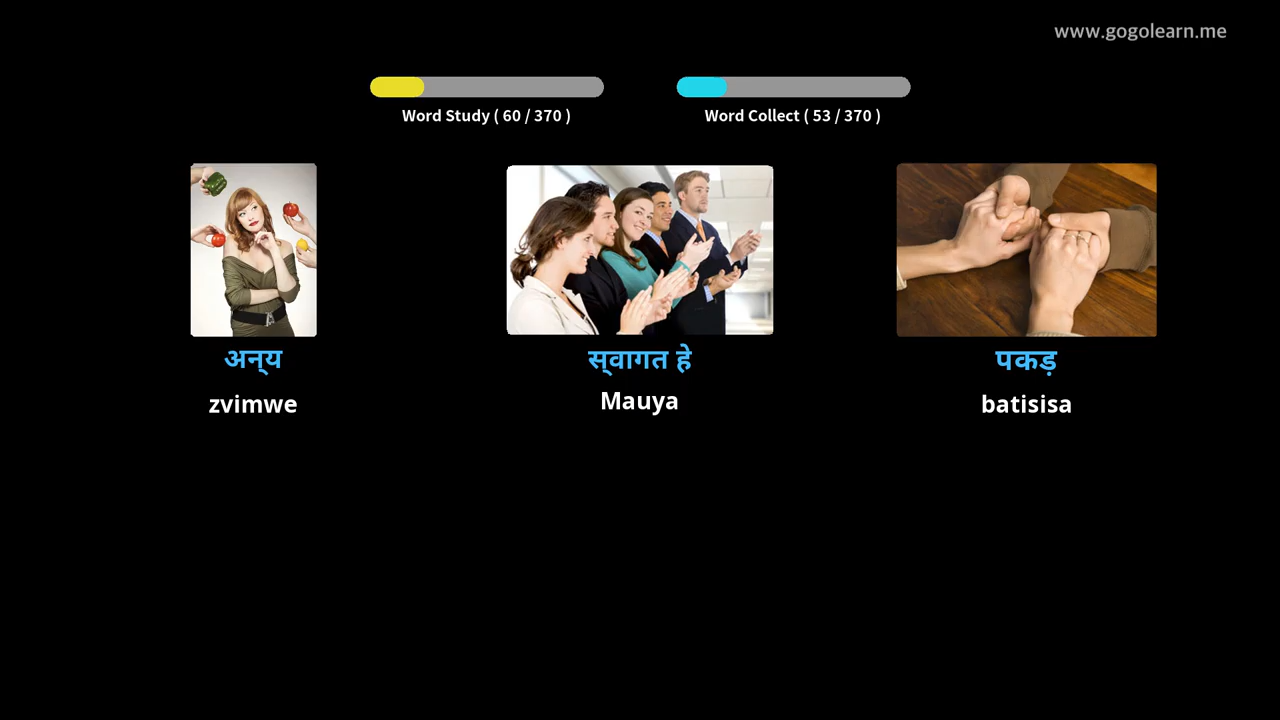 www.gogolearn.me
Word Study ( 60 / 370 )
Word Collect ( 53 / 370 )
अन्‌य
स्‌वागत हे
पकड़
zvimwe
Mauya
batisisa